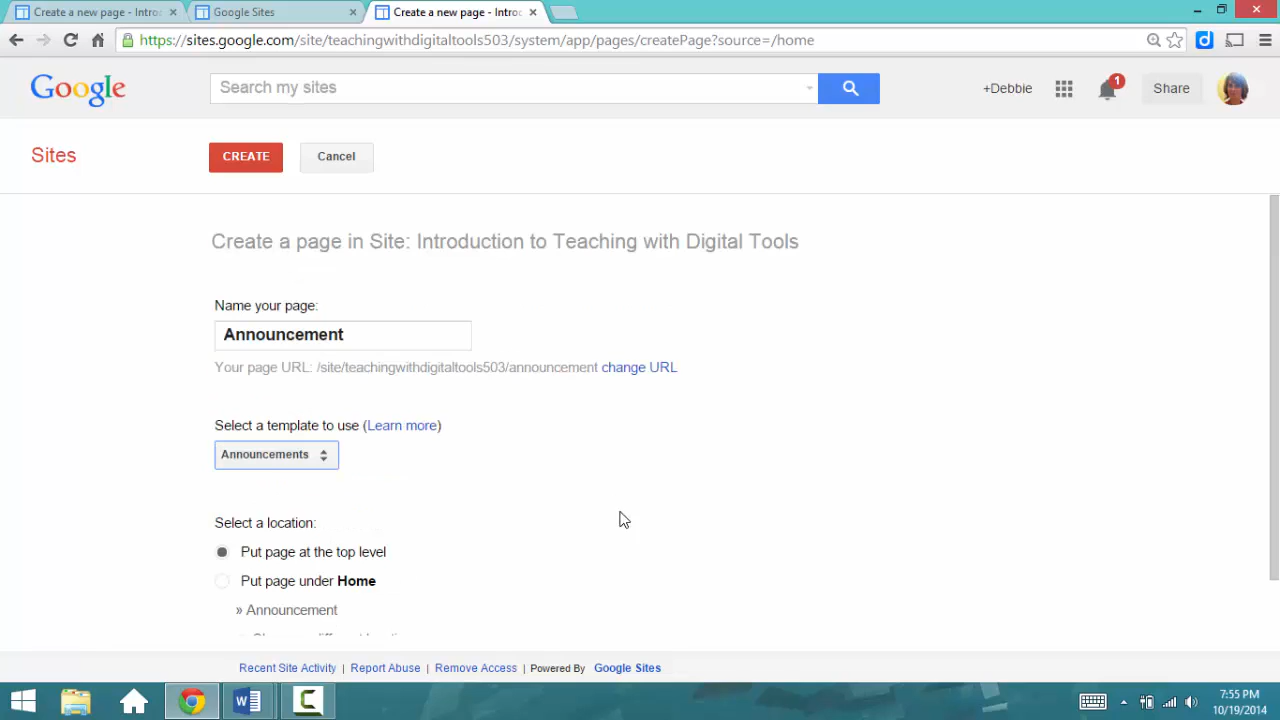 Create a new page - Intro
Google Sites
Create a new page - Intro
https://sites.google.com/site/teachingwithdigitaltools503/system/app/pages/createPage?source=/home
Google
Search my sites
+Debbie
1
Share
Sites
CREATE
Cancel
Create a page in Site: Introduction to Teaching with Digital Tools
Name your page:
Announcement
Your page URL: /site/teachingwithdigitaltools503/announcement change URL
Select a template to use (Learn more)
Announcements
Select a location:
Put page at the top level
Put page under Home
» Announcement
Recent Site Activity | Report Abuse | Remove Access | Powered By Google Sites
7:55 PM
10/19/2014